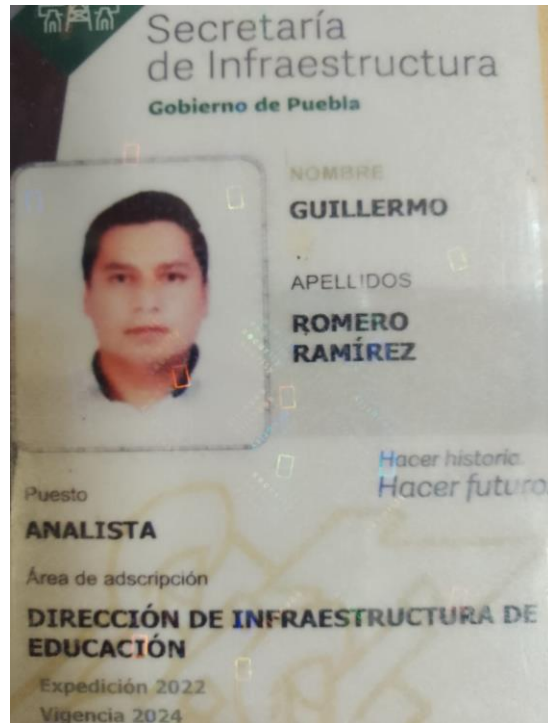 Secretaría
de Infraestructura
Gobierno de Puebla
NOMBRE
GUILLERMO
APELLIDOS
ROMERO
RAMÍREZ
Hacer historia.
Hacer futuro
Puesto
ANALISTA
Área de adscripción
DIRECCIÓN DE INFRAESTRUCTURA DE
EDUCACIÓN
Expedición 2022
Vigencia 2024